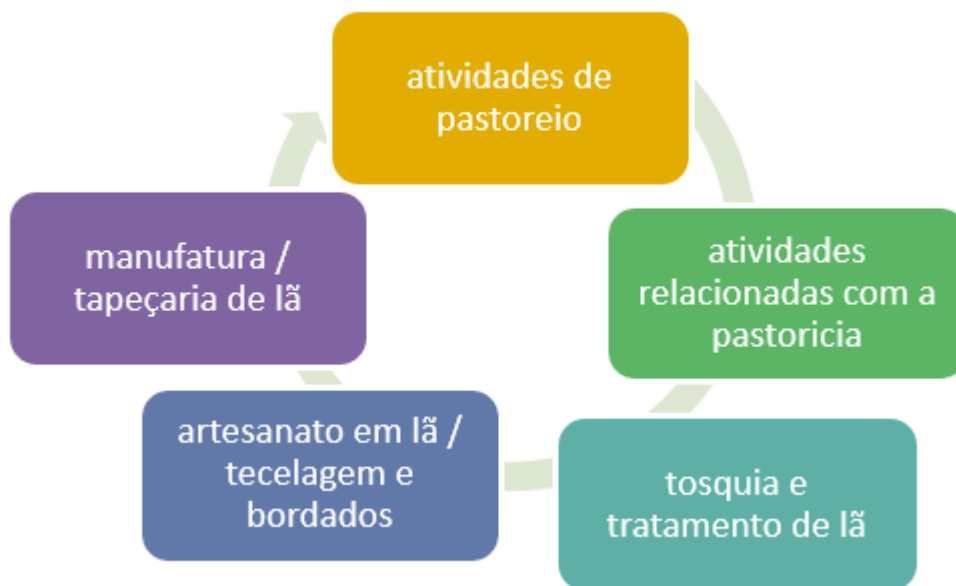 atividades de
pastoreio
atividades
relacionadas com a
pastoricia
tosquia e
tratamento de lã
artesanato em lã /
tecelagem e
bordados
manufatura /
tapeçaria de lã